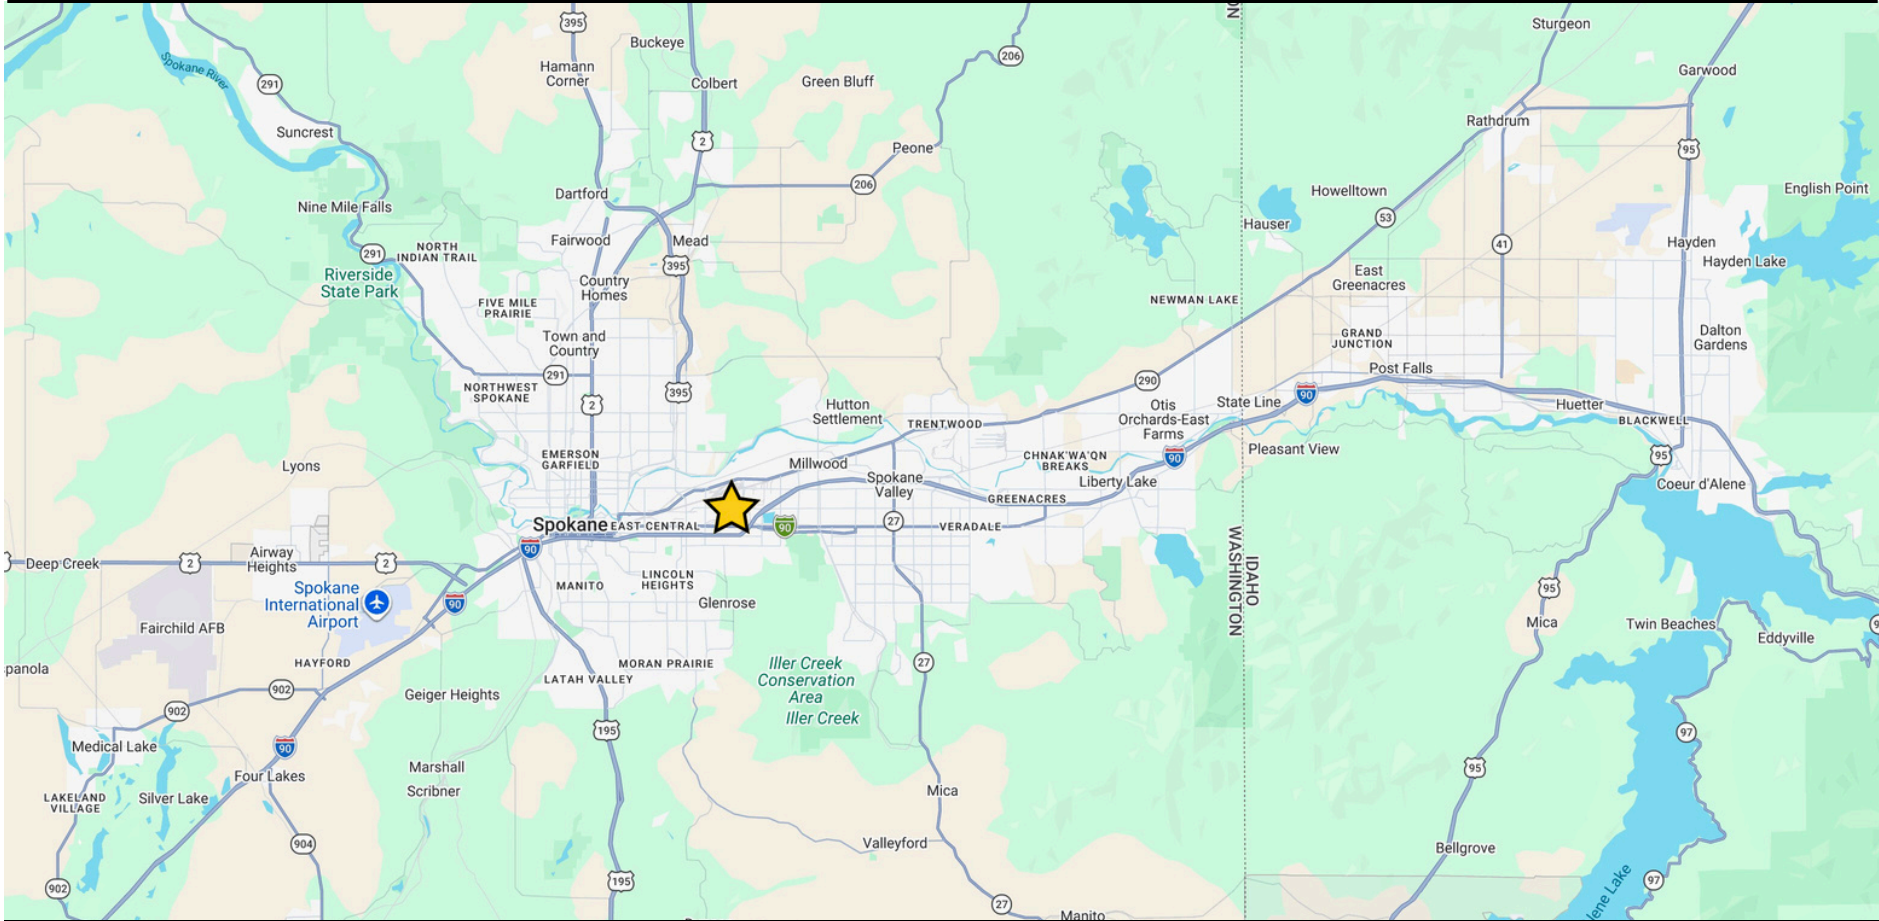 ON
Sturgeon
395
Buckeye
206
Spokane River
Hamann
Corner
Colbert
Green Bluff
Garwood
291
Rathdrum
Suncrest
2
Peone
95
206
Dartford
Howelltown
English Point
Nine Mile Falls
53
Hauser
NORTH
INDIAN TRAIL
291
Fairwood
Mead
41
Hayden
Hayden Lake
395
Riverside
State Park
Country
Homes
East
Greenacres
FIVE MILE
PRAIRIE
NEWMAN LAKE
Town and
Country
GRAND
JUNCTION
Dalton
Gardens
291
290
Post Falls
NORTHWEST
SPOKANE
395
90
2
Hutton
Settlement
Otis
Orchards-East
Farms
State Line
Huetter
TRENTWOOD
BLACKWELL
EMERSON
GARFIELD
Pleasant View
95
90
Lyons
Millwood
CHNAK'WA'QN
BREAKS
Spokane
Valley
Liberty Lake
Coeur d'Alene
GREENACRES
Spokane
EAST CENTRAL
90
27
VERADALE
90
IDAHO
WASHINGTON
Deep Creek
2
Airway
Heights
2
MANITO
LINCOLN
HEIGHTS
95
Spokane
International
Airport
90
Glenrose
Fairchild AFB
Mica
Twin Beaches
9
Eddyville
panola
HAYFORD
MORAN PRAIRIE
27
LATAH VALLEY
Iller Creek
Conservation
Area
902
Geiger Heights
902
Iller Creek
195
97
90
Medical Lake
Marshall
95
Four Lakes
Scribner
Mica
LAKELAND
VILLAGE
Silver Lake
904
Valleyford
Bellgrove
902
195
97
ene Lake
27
Manito